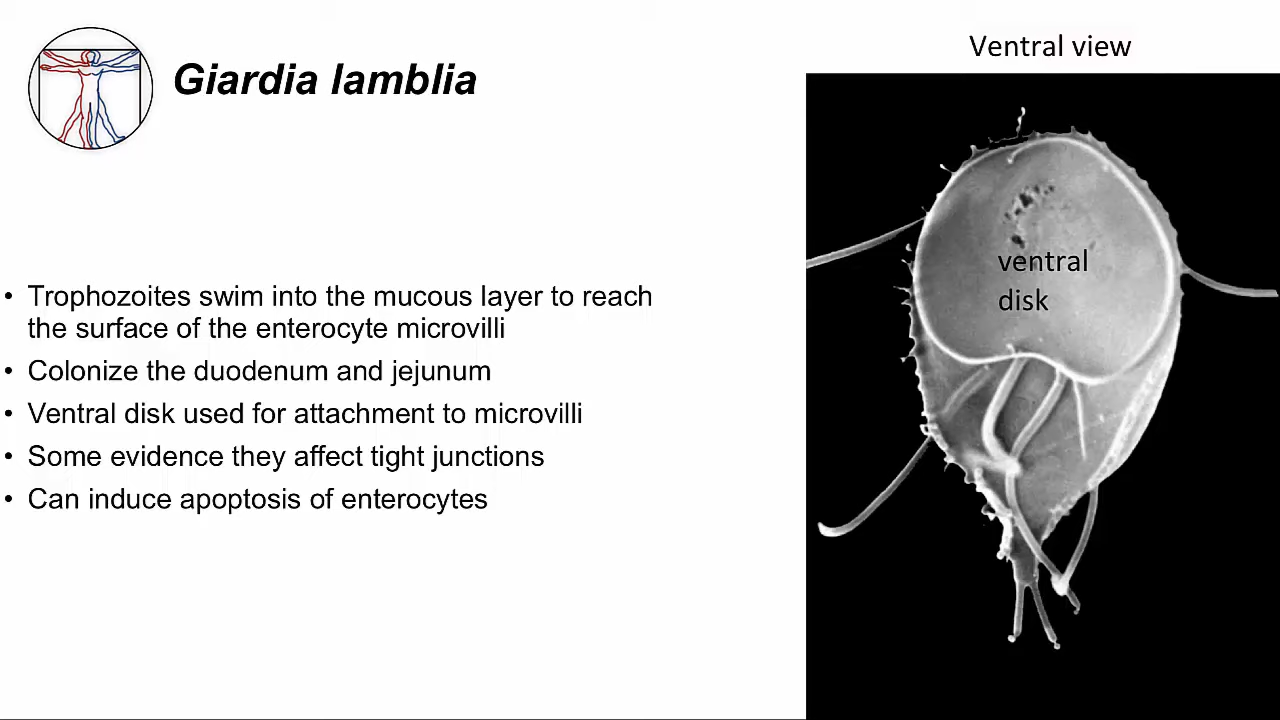 Giardia lamblia
Ventral view
• Trophozoites swim into the mucous layer to reach
the surface of the enterocyte microvilli
• Colonize the duodenum and jejunum
• Ventral disk used for attachment to microvilli
• Some evidence they affect tight junctions
• Can induce apoptosis of enterocytes
ventral
disk